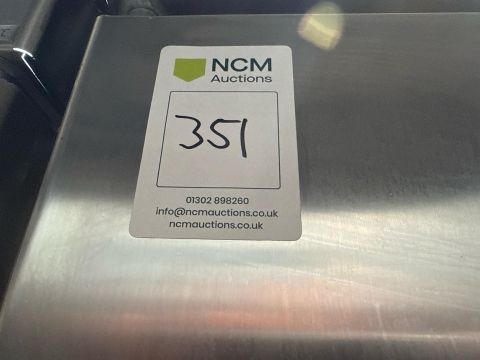 NCM
Auctions
351
01302 898260
info@ncmauctions.co.uk
ncmauctions.co.uk